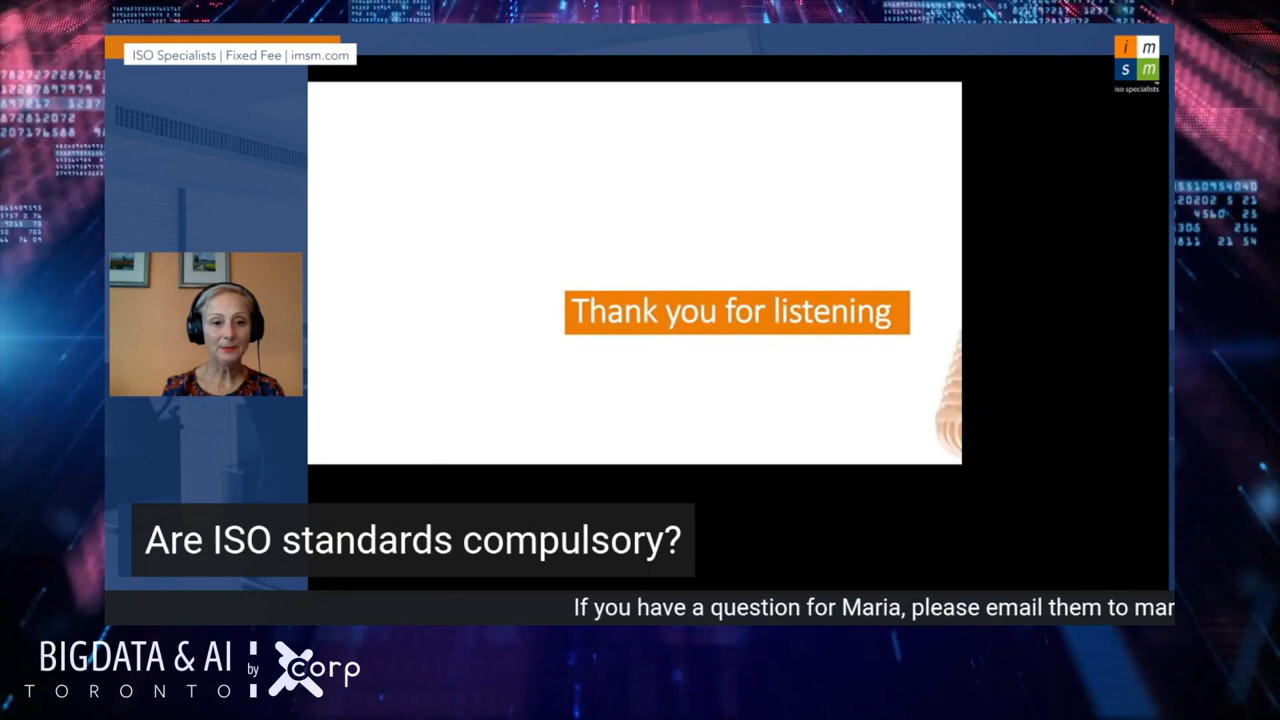 ISO Specialists | Fixed Fee | imsm.com
i m
s m
iso specialists
Thank you for listening
Are ISO standards compulsory?
If you have a question for Maria, please email them to mar
BIGDATA & AI by Xcorp
TORONTO